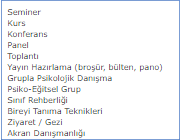 Seminer
Kurs
Konferans
Panel
Toplantı
Yayın Hazırlama (broşür, bülten, pano)
Grupla Psikolojik Danışma
Psiko-Eğitsel Grup
Sınıf Rehberliği
Bireyi Tanıma Teknikleri
Ziyaret / Gezi
Akran Danışmanlığı